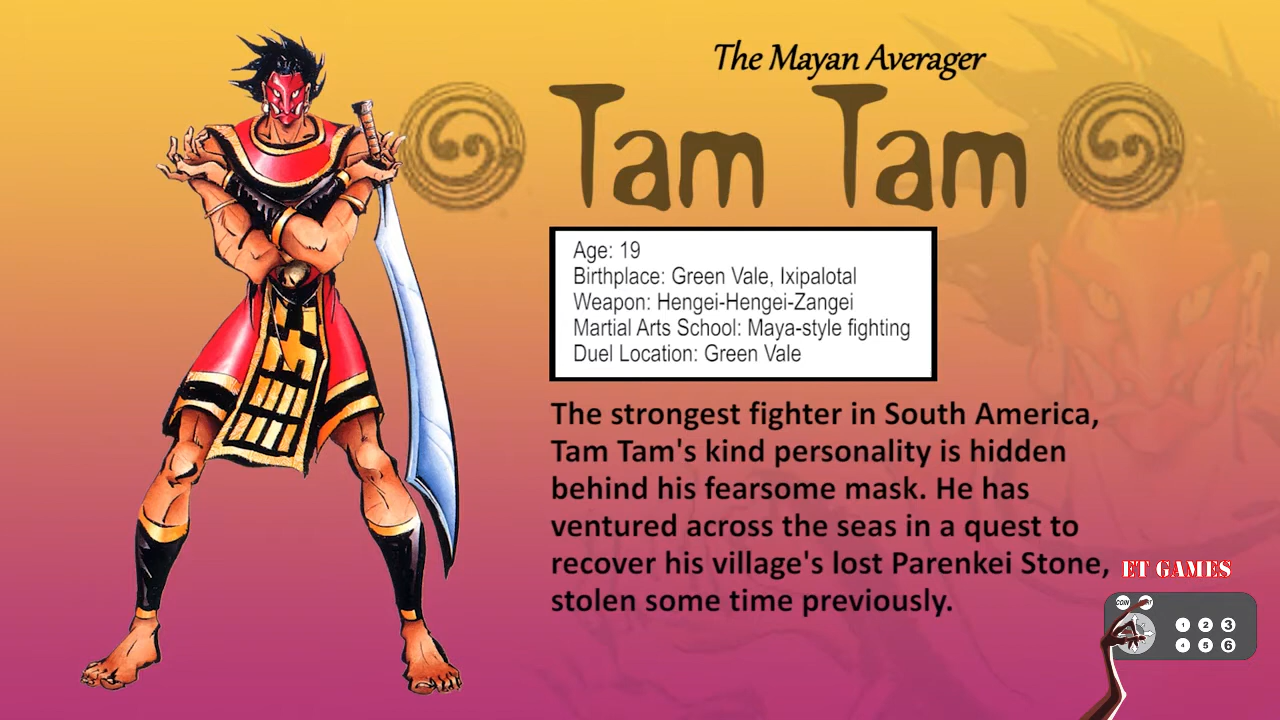 The Mayan Averager
Tam Tam
Age: 19
Birthplace: Green Vale, Ixipalotal
Weapon: Hengei-Hengei-Zangei
Martial Arts School: Maya-style fighting
Duel Location: Green Vale
The strongest fighter in South America,
Tam Tam's kind personality is hidden
behind his fearsome mask. He has
ventured across the seas in a quest to
recover his village's lost Parenkei Stone,
stolen some time previously.
ET GAMES
COIN
1 2 3
4 5 6